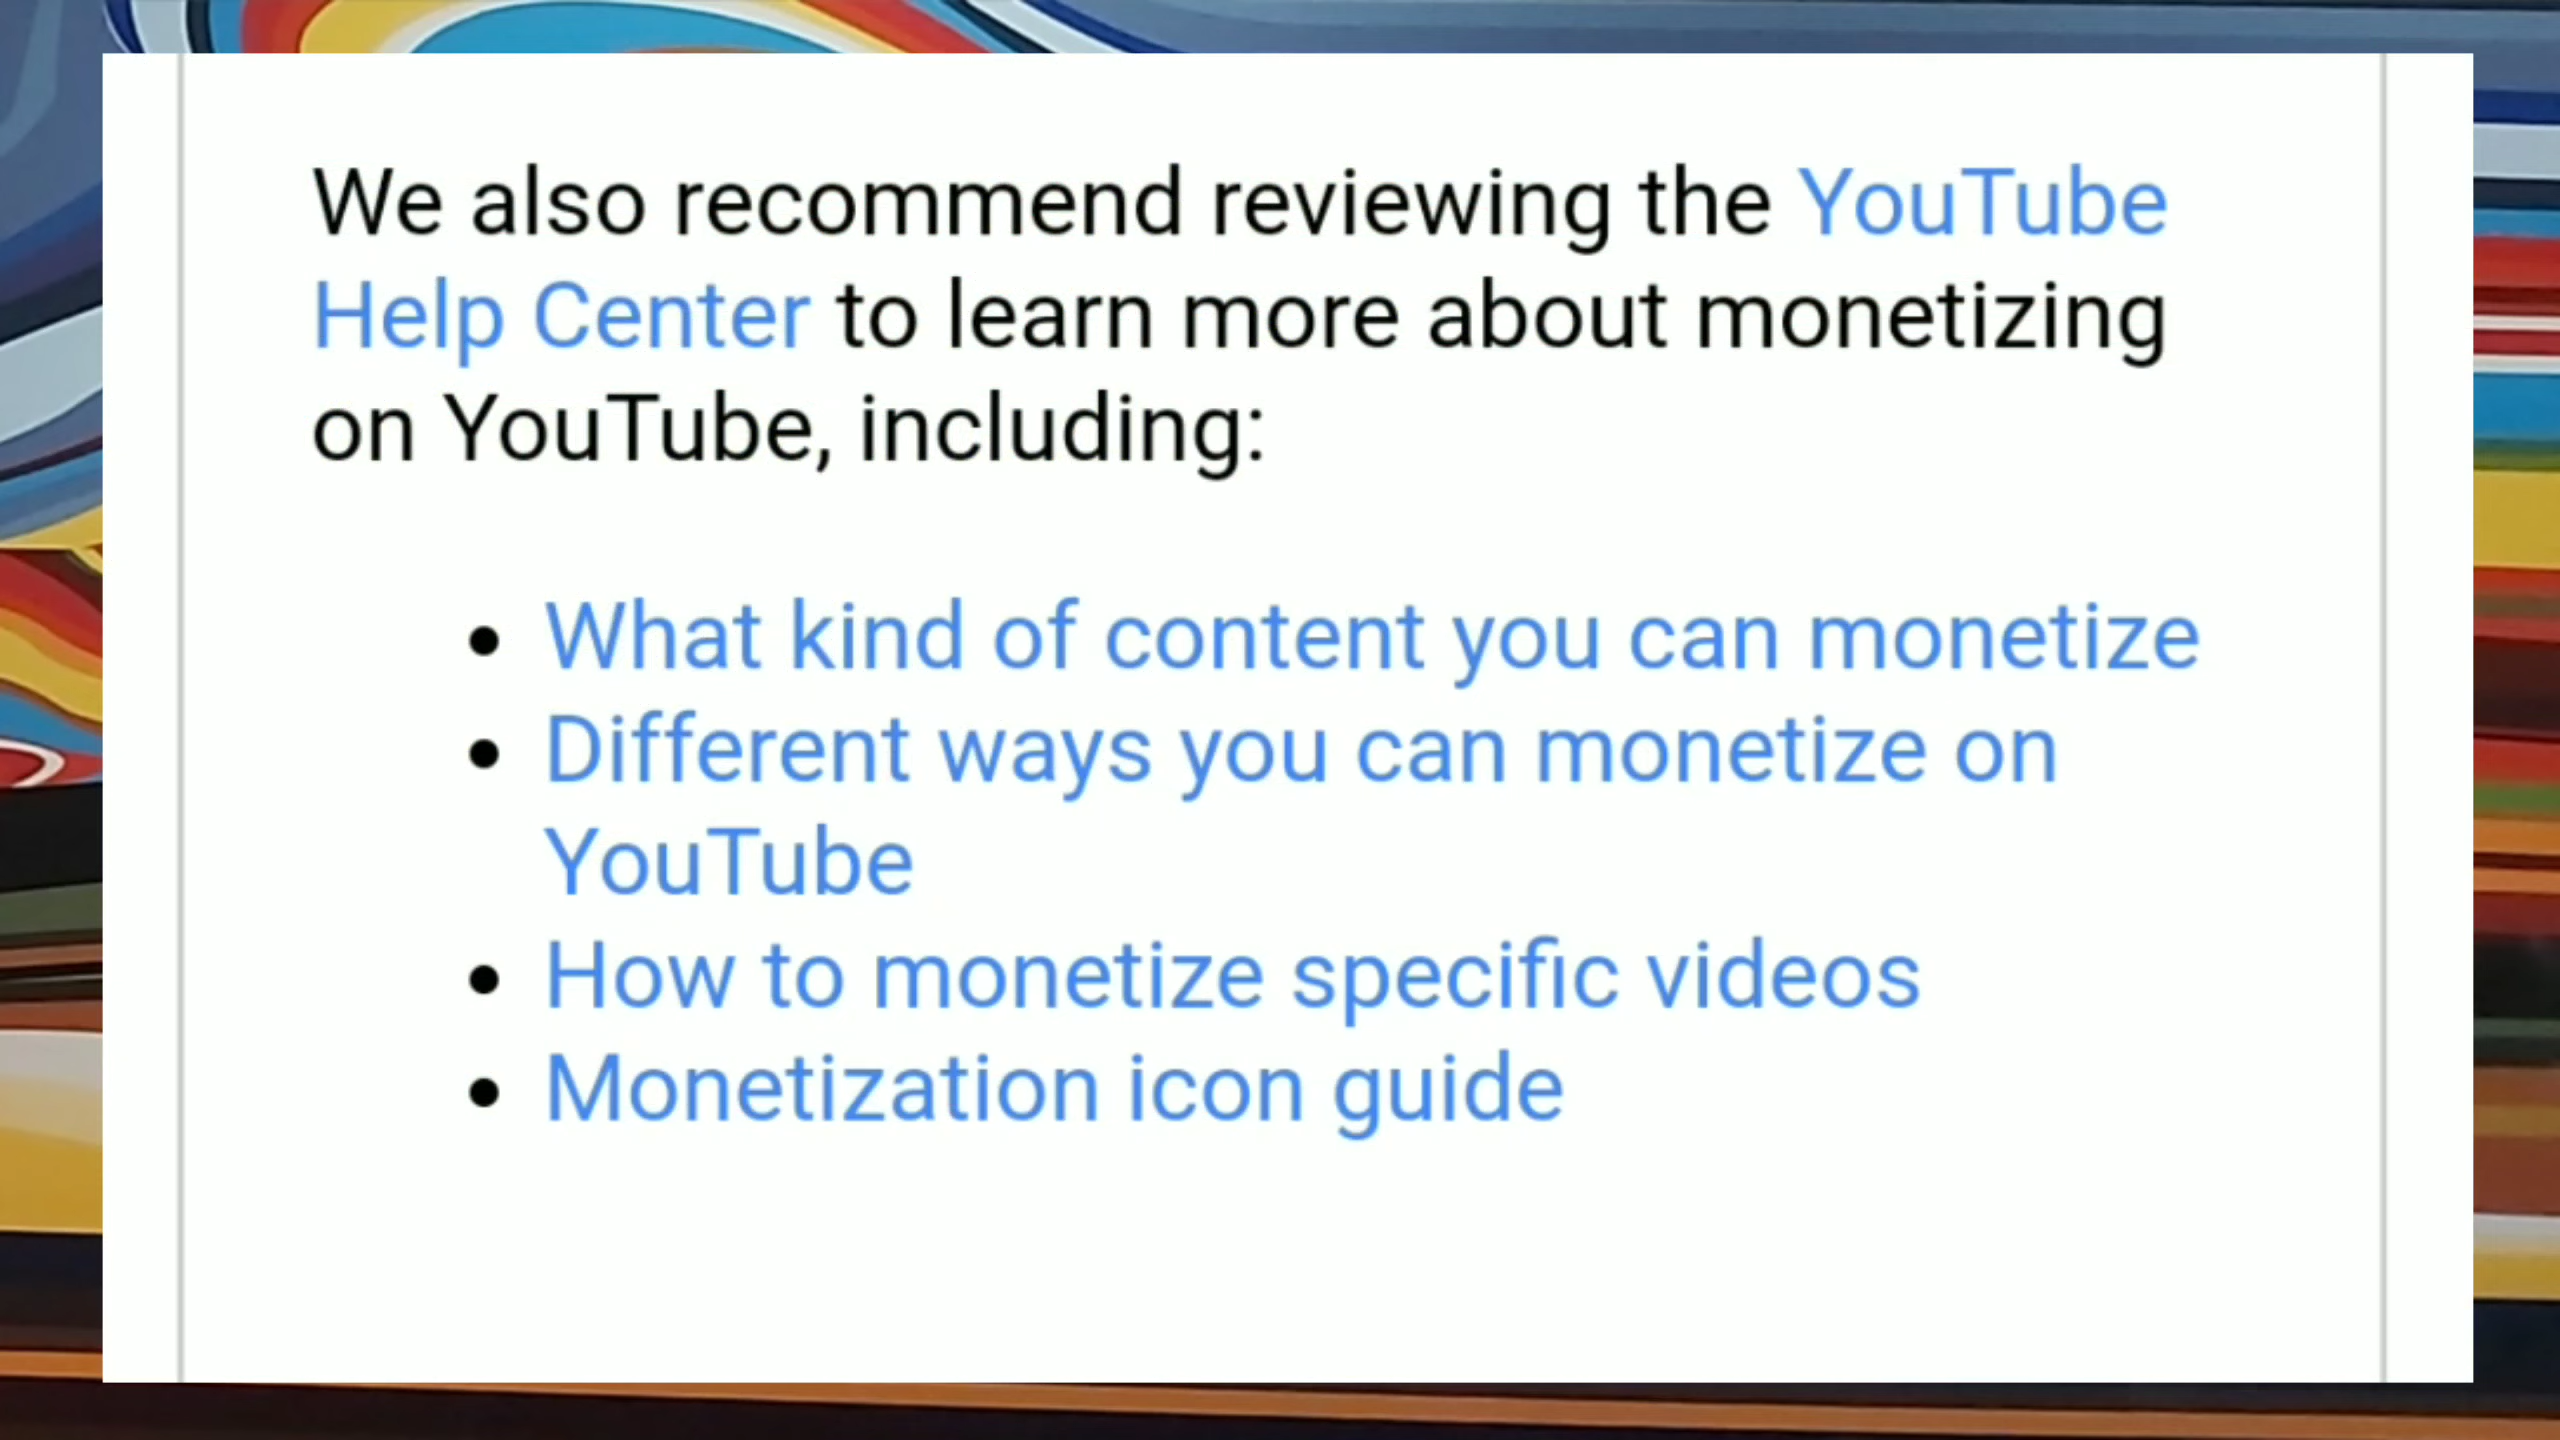 We also recommend reviewing the YouTube
Help Center to learn more about monetizing
on YouTube, including:
• What kind of content you can monetize
• Different ways you can monetize on
YouTube
• How to monetize specific videos
• Monetization icon guide